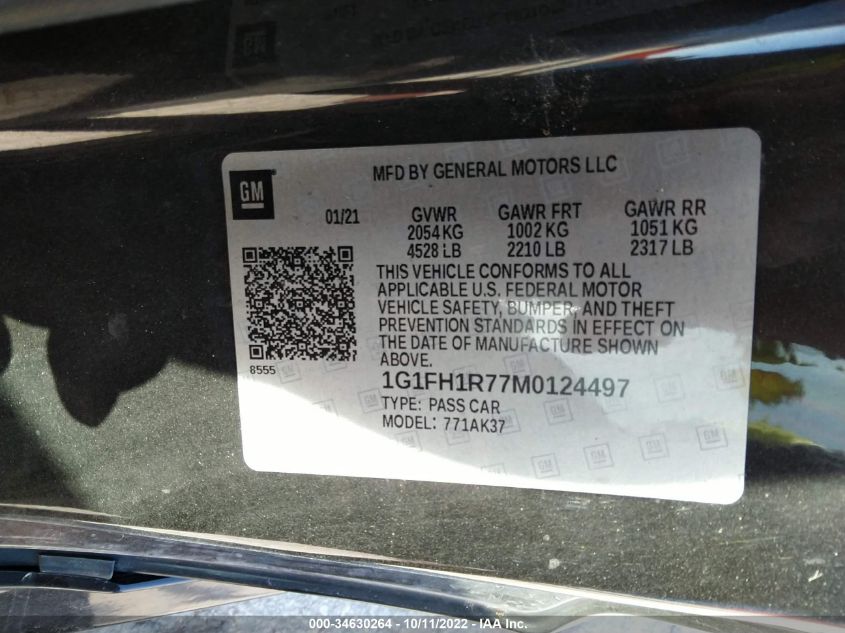 GM
MFD BY GENERAL MOTORS LLC
01/21
GVWR GAWR FRT GAWR RR
2054 KG 1002 KG 1051 KG
4528 LB 2210 LB 2317 LB
THIS VEHICLE CONFORMS TO ALL
APPLICABLE U.S. FEDERAL MOTOR
VEHICLE SAFETY, BUMPER, AND THEFT
PREVENTION STANDARDS IN EFFECT ON
THE DATE OF MANUFACTURE SHOWN
ABOVE.
8555
1G1FH1R77M0124497
TYPE: PASS CAR
MODEL: 771AK37
000-34630264 - 10/11/2022 - IAA Inc.